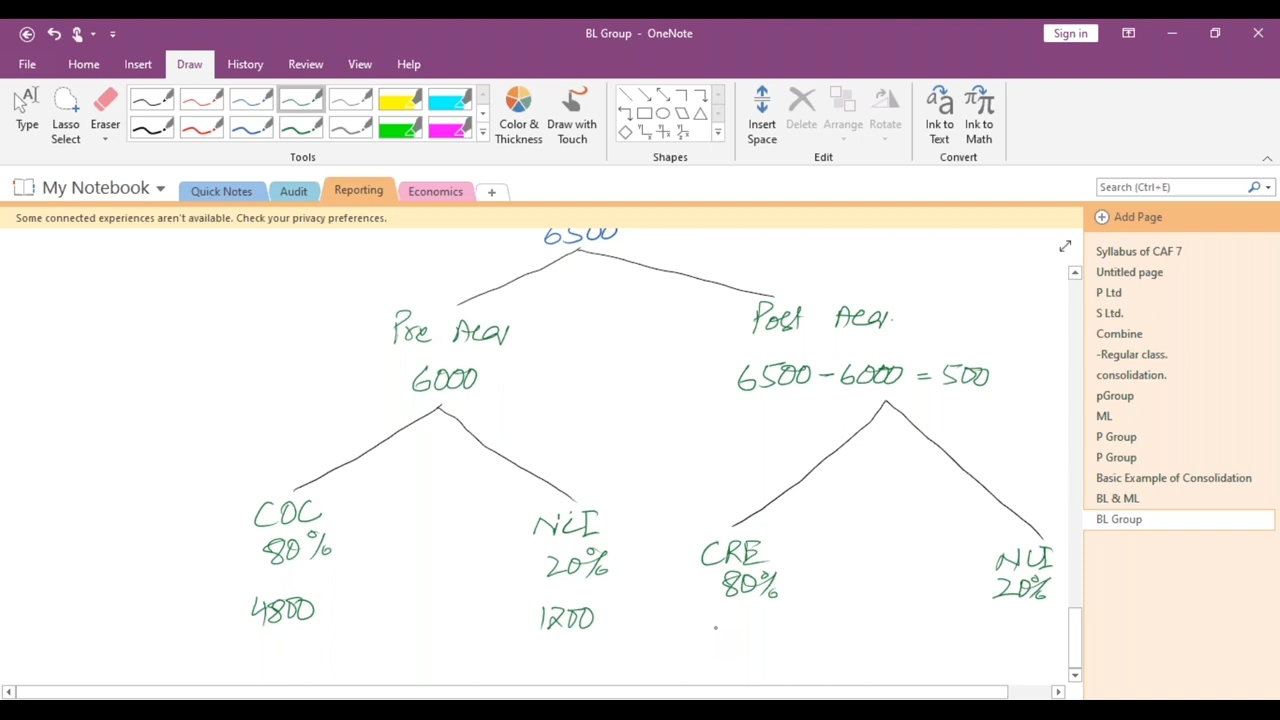 BL Group - OneNote
Sign in
File Home Insert Draw History Review View Help
Type
Lasso Select
Eraser
Color & Thickness
Draw with Touch
Insert Space
Delete
Arrange
Rotate
Ink to Text
Ink to Math
Tools
Shapes
Edit
Convert
My Notebook
Quick Notes
Audit
Reporting
Economics
Search (Ctrl+E)
Some connected experiences aren't available. Check your privacy preferences.
Add Page
Syllabus of CAF 7
Untitled page
P Ltd
S Ltd.
Combine
-Regular class.
consolidation.
pGroup
ML
P Group
P Group
Basic Example of Consolidation
BL & ML
BL Group
6500
Pre Acq
Post Acq.
6000
6500 - 6000 = 500
COC
80%
4800
NCI
20%
1200
CRE
80%
NCI
20%